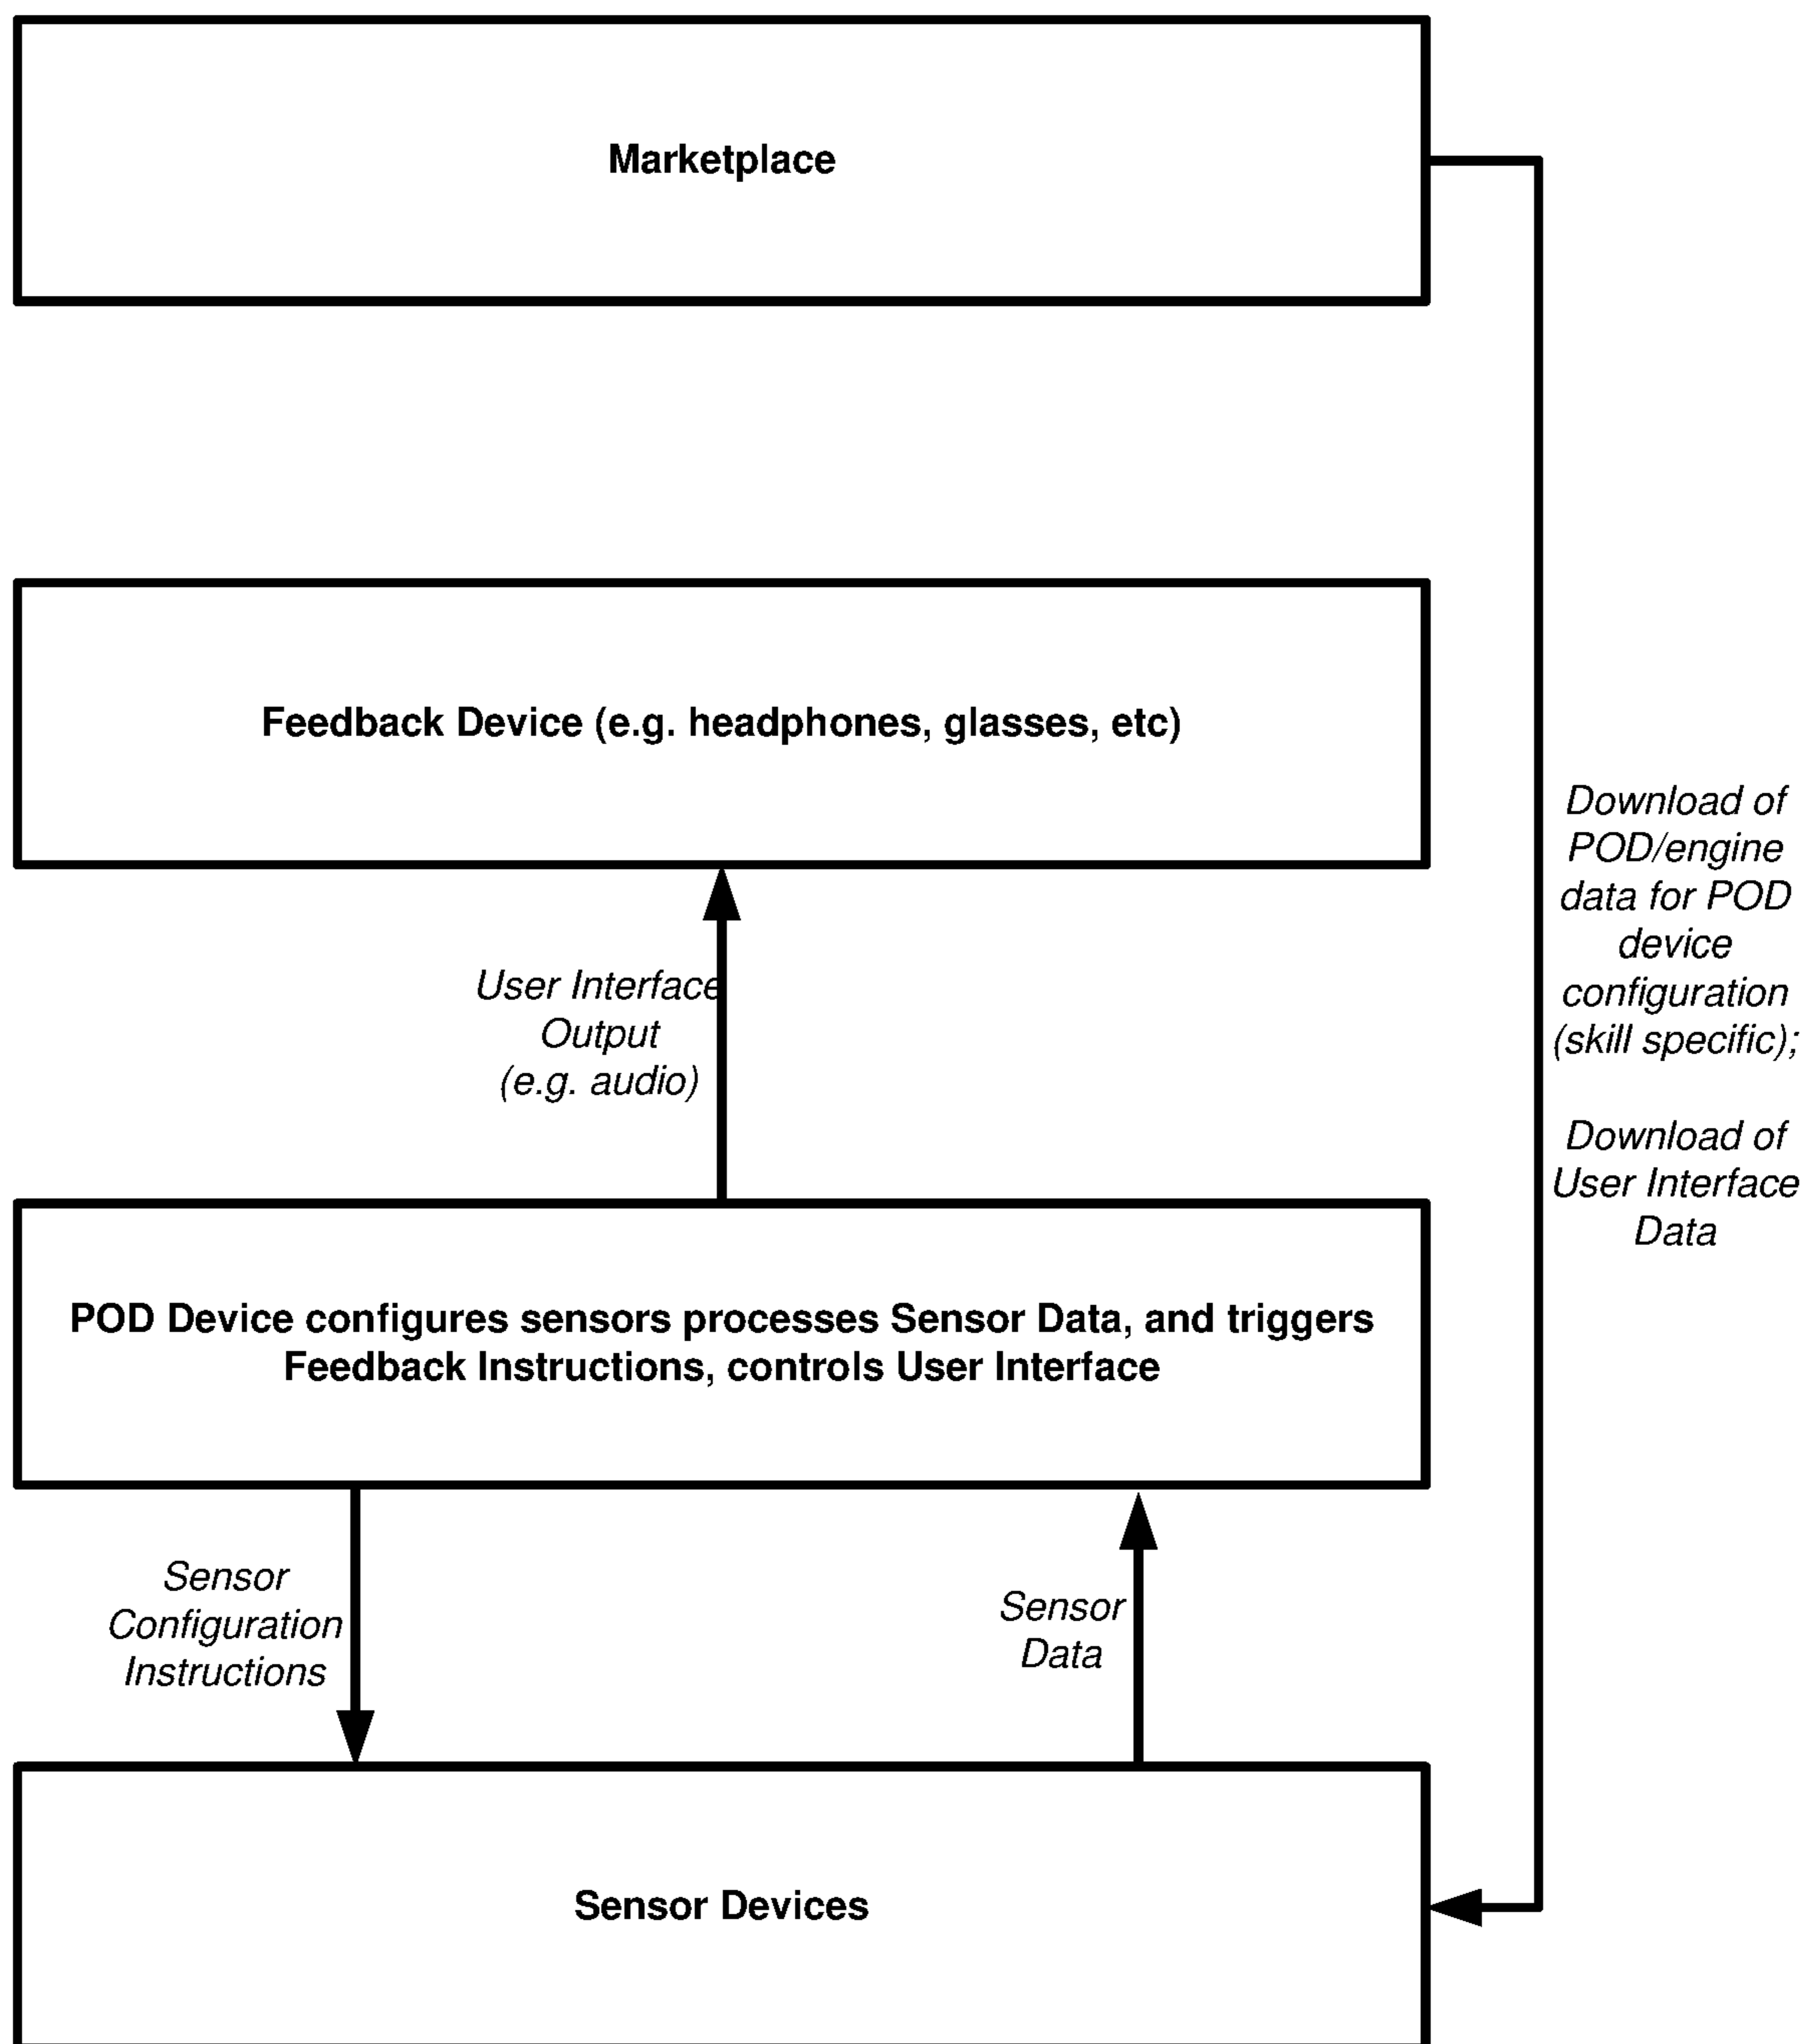 Marketplace
Feedback Device (e.g. headphones, glasses, etc)
Download of
POD/engine
data for POD
device
configuration
(skill specific);
Download of
User Interface
Data
User Interface
Output
(e.g. audio)
POD Device configures sensors processes Sensor Data, and triggers
Feedback Instructions, controls User Interface
Sensor
Configuration
Instructions
Sensor
Data
Sensor Devices